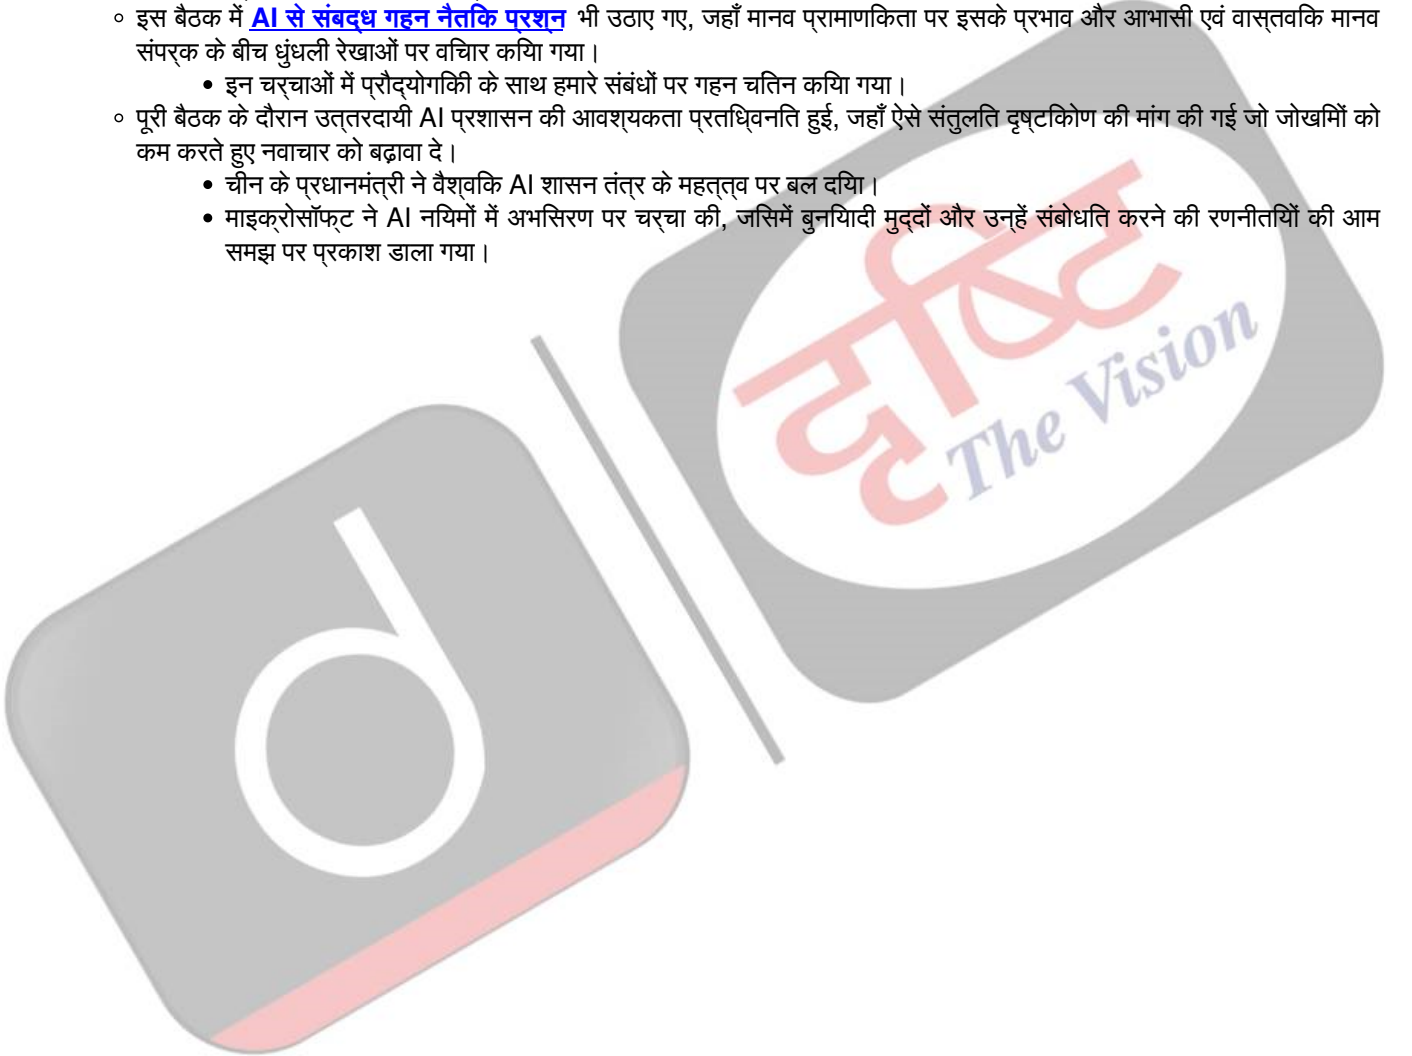 इस बैठक में AI से संबद्ध गहन नैतिक प्रश्न भी उठाए गए, जहाँ मानव प्रामाणिकता पर इसके प्रभाव और आभासी एवं वास्तविक मानव
संपर्क के बीच धुंधली रेखाओं पर विचार किया गया।
इन चर्चाओं में प्रौद्योगिकी के साथ हमारे संबंधों पर गहन चिंतन किया गया।
पूरी बैठक के दौरान उत्तरदायी AI प्रशासन की आवश्यकता प्रतिध्वनित हुई, जहाँ ऐसे संतुलित दृष्टिकोण की मांग की गई जो जोखिमों को
कम करते हुए नवाचार को बढ़ावा दे।
चीन के प्रधानमंत्री ने वैश्विक AI शासन तंत्र के महत्त्व पर बल दिया।
माइक्रोसॉफ्ट ने AI नियमों में अभिसरण पर चर्चा की, जिसमें बुनियादी मुद्दों और उन्हें संबोधित करने की रणनीतियों की आम
समझ पर प्रकाश डाला गया।
दृष्टि
The Vision
d